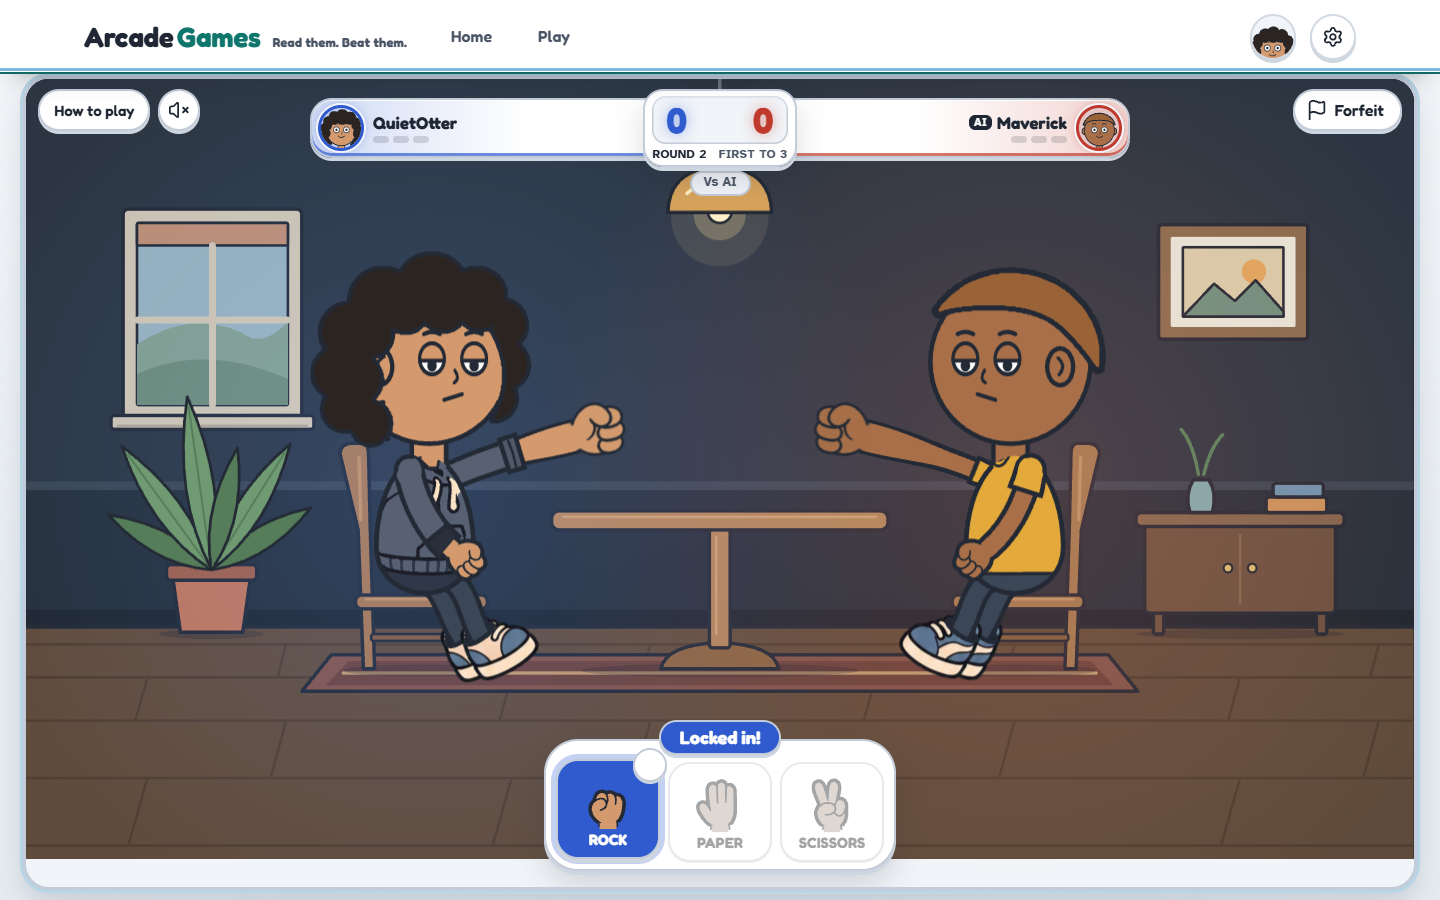 Arcade Games Read them. Beat them. Home Play
How to play
QuietOtter
0 0
ROUND 2 FIRST TO 3
AI Maverick
Forfeit
Vs AI
Locked in!
ROCK PAPER SCISSORS